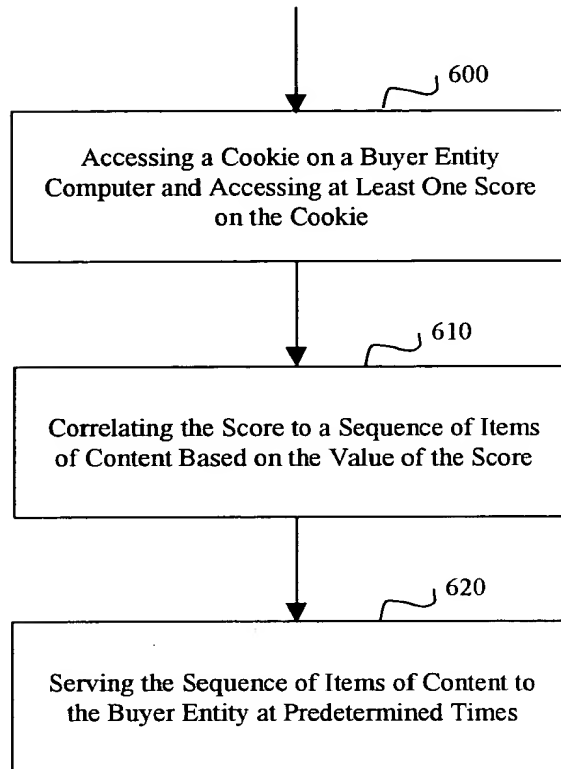 600
Accessing a Cookie on a Buyer Entity
Computer and Accessing at Least One Score
on the Cookie
610
Correlating the Score to a Sequence of Items
of Content Based on the Value of the Score
620
Serving the Sequence of Items of Content to
the Buyer Entity at Predetermined Times